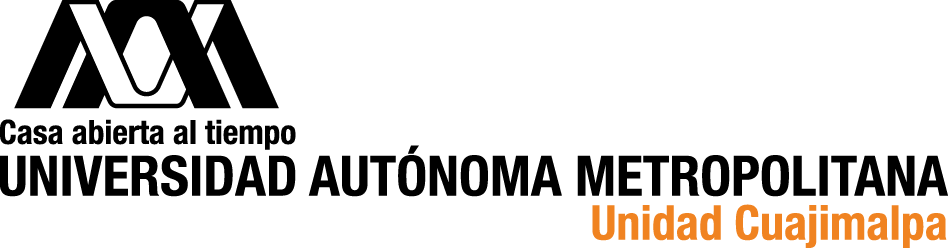 Casa abierta al tiempo
UNIVERSIDAD AUTÓNOMA METROPOLITANA
Unidad Cuajimalpa